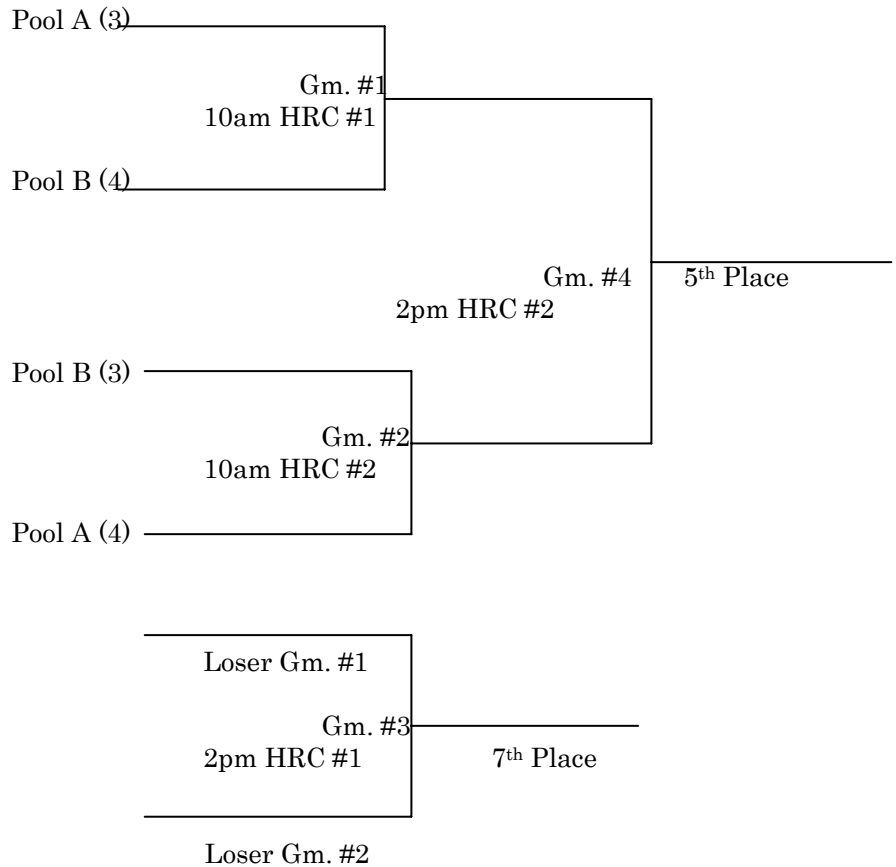 Pool A (3)
Gm. #1
10am HRC #1
Pool B (4)
Gm. #4
5th Place
2pm HRC #2
Pool B (3)
Gm. #2
10am HRC #2
Pool A (4)
Loser Gm. #1
Gm. #3
2pm HRC #1
7th Place
Loser Gm. #2